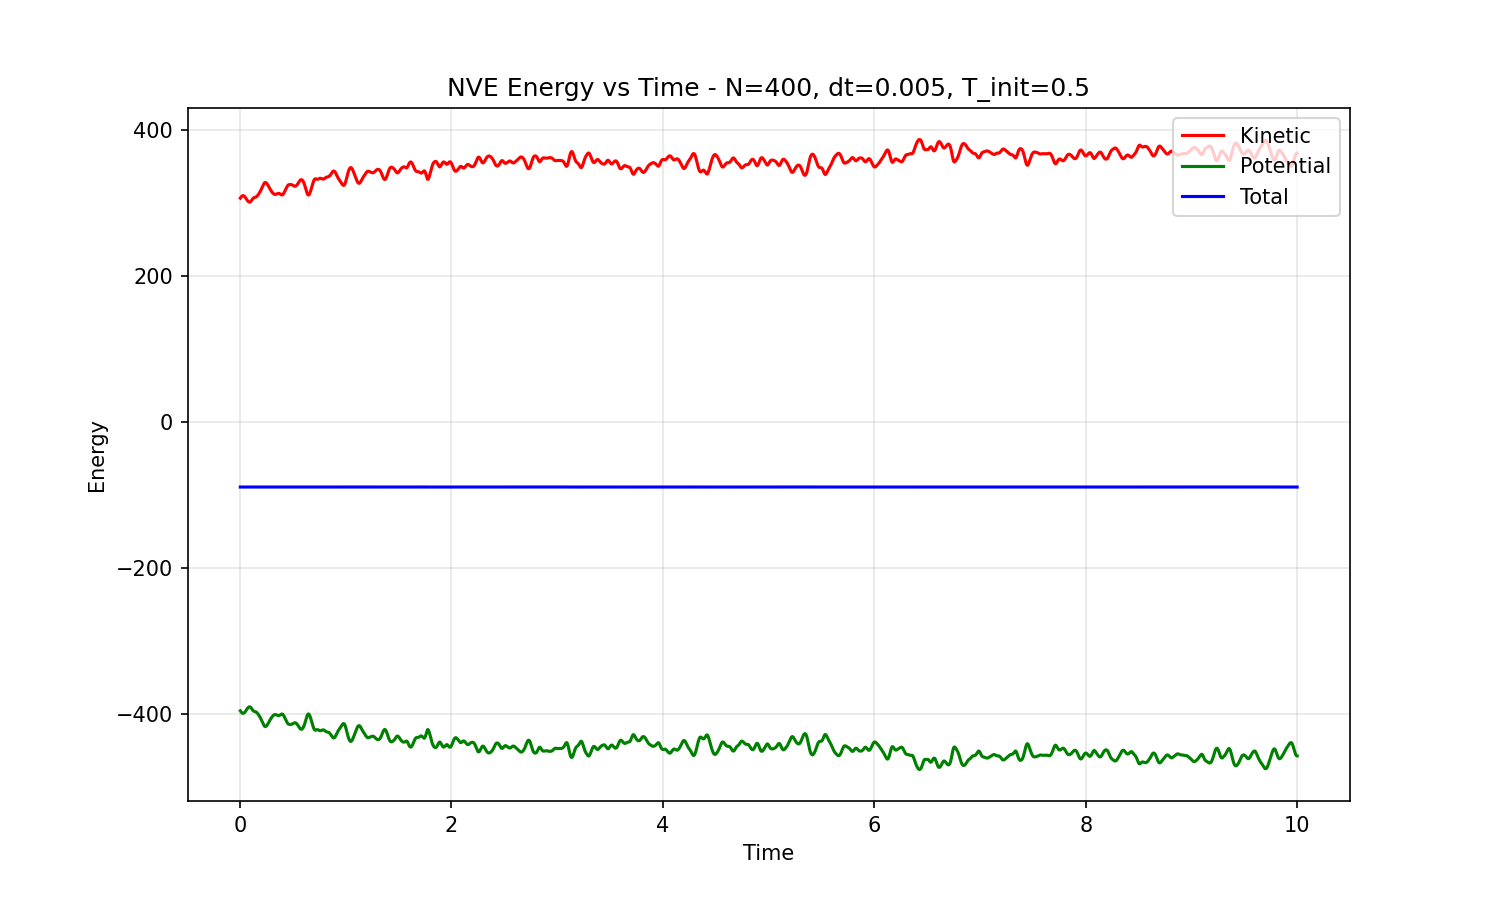 NVE Energy vs Time - N=400, dt=0.005, T_init=0.5
Kinetic
Potential
Total
400
200
0
−200
−400
Energy
0 2 4 6 8 10
Time